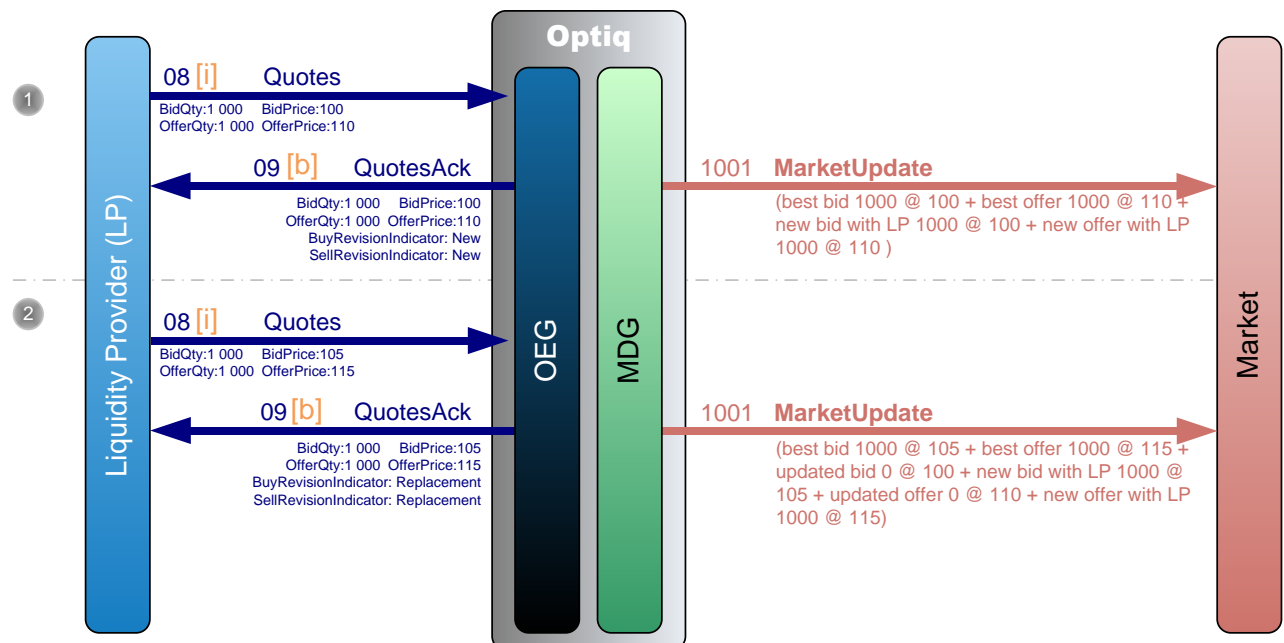 Optiq
1
08 [i] Quotes
BidQty:1 000 BidPrice:100
OfferQty:1 000 OfferPrice:110
09 [b] QuotesAck
BidQty:1 000 BidPrice:100
OfferQty:1 000 OfferPrice:110
BuyRevisionIndicator: New
SellRevisionIndicator: New
1001 MarketUpdate
(best bid 1000 @ 100 + best offer 1000 @ 110 +
new bid with LP 1000 @ 100 + new offer with LP
1000 @ 110 )
Liquidity Provider (LP)
OEG
MDG
Market
2
08 [i] Quotes
BidQty:1 000 BidPrice:105
OfferQty:1 000 OfferPrice:115
09 [b] QuotesAck
BidQty:1 000 BidPrice:105
OfferQty:1 000 OfferPrice:115
BuyRevisionIndicator: Replacement
SellRevisionIndicator: Replacement
1001 MarketUpdate
(best bid 1000 @ 105 + best offer 1000 @ 115 +
updated bid 0 @ 100 + new bid with LP 1000 @
105 + updated offer 0 @ 110 + new offer with LP
1000 @ 115)